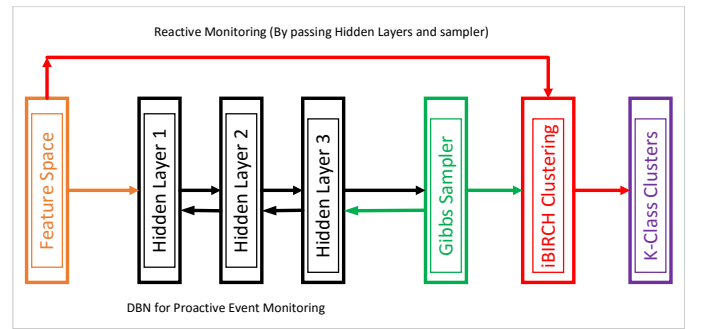 Reactive Monitoring (By passing Hidden Layers and sampler)
Feature Space
Hidden Layer 1
Hidden Layer 2
Hidden Layer 3
Gibbs Sampler
iBIRCH Clustering
K-Class Clusters
DBN for Proactive Event Monitoring